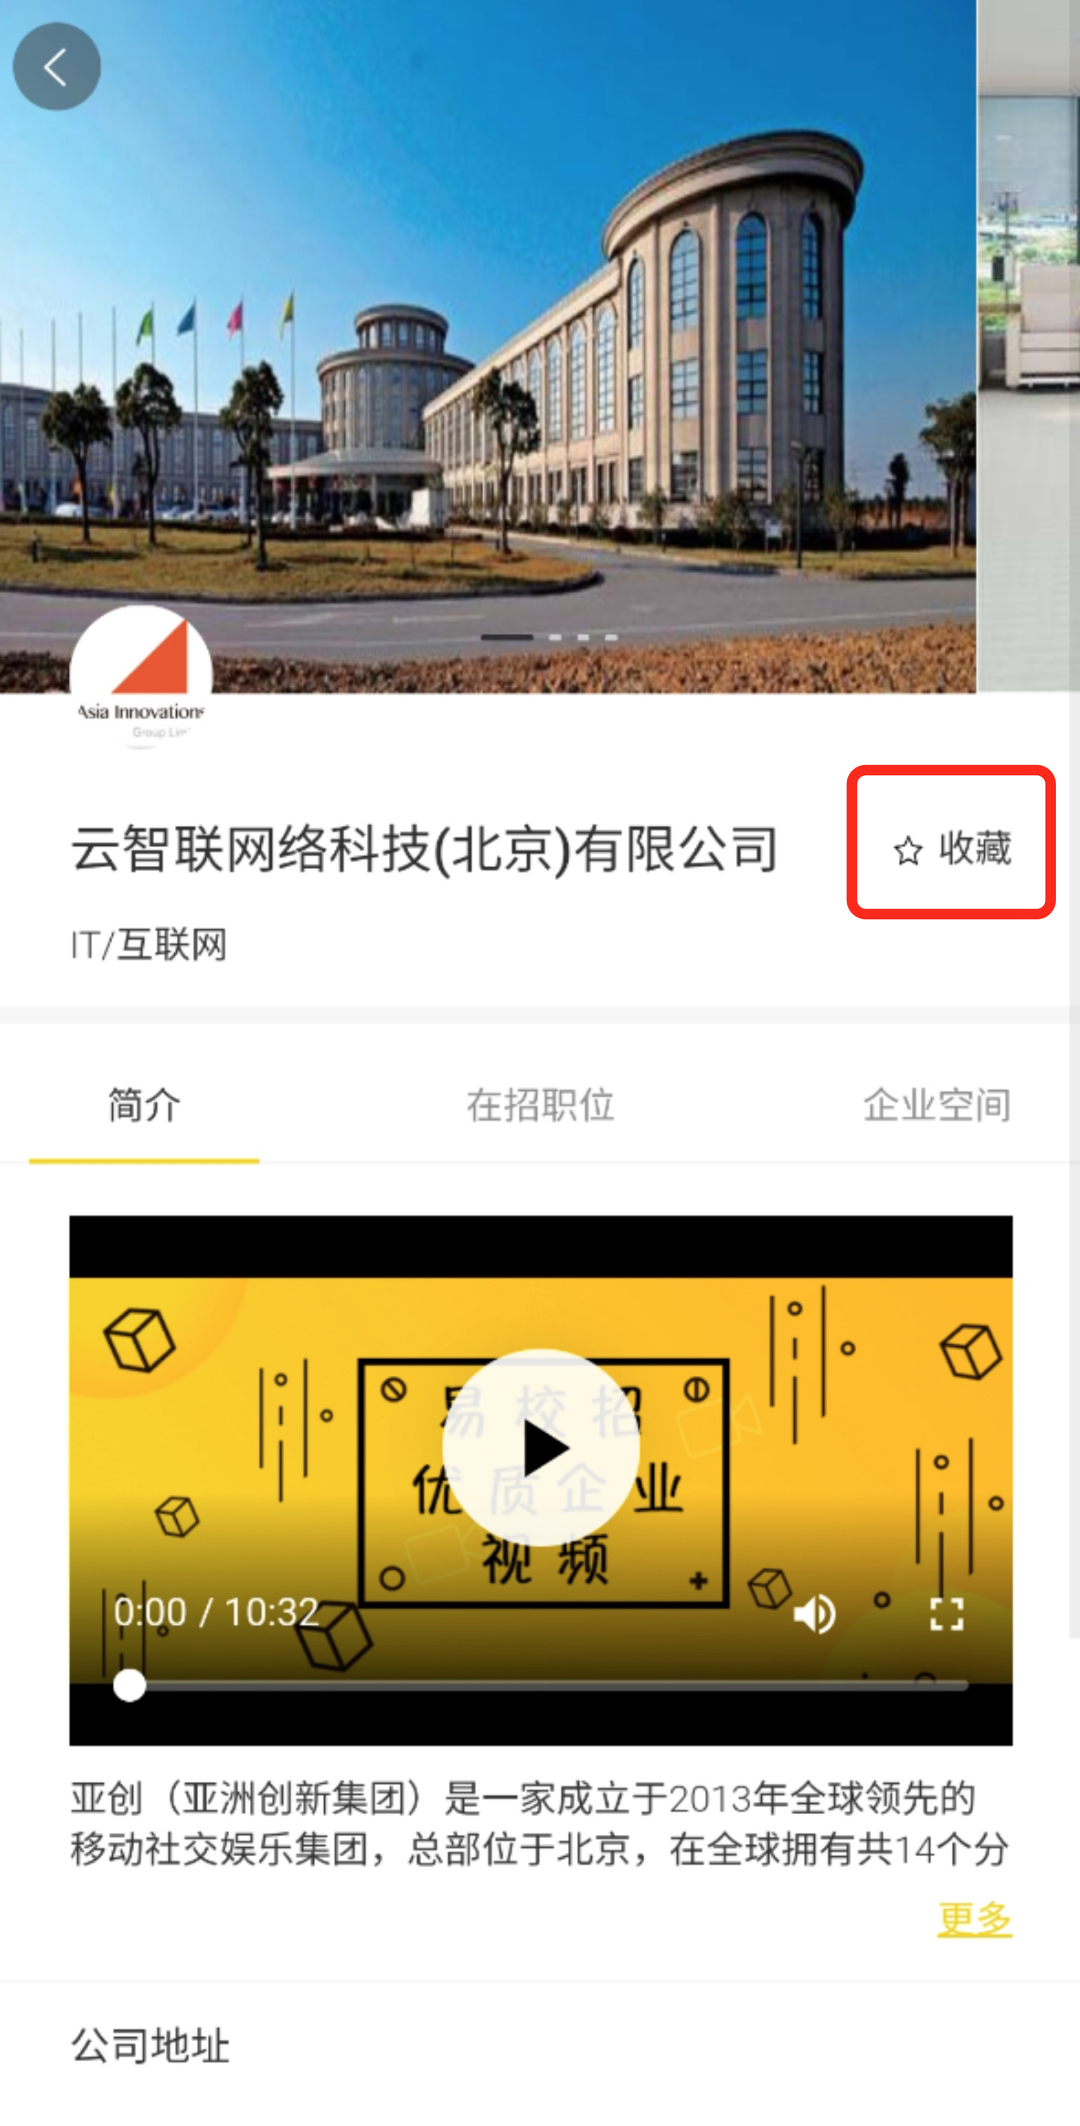 Asia Innovations
Group Lim
云智联网络科技(北京)有限公司
收藏
IT/互联网
简介
在招职位
企业空间
易校招
优质企业
视频
0:00 / 10:32
亚创（亚洲创新集团）是一家成立于2013年全球领先的
移动社交娱乐集团，总部位于北京，在全球拥有共14个分
更多
公司地址